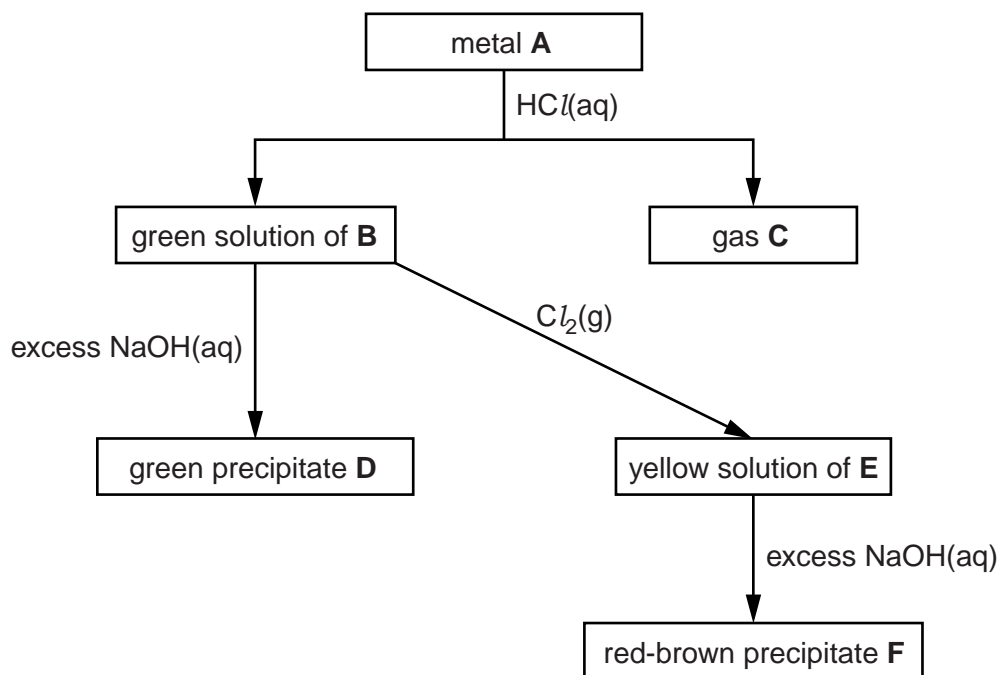 metal A
HCl(aq)
green solution of B
gas C
Cl2(g)
excess NaOH(aq)
green precipitate D
yellow solution of E
excess NaOH(aq)
red-brown precipitate F